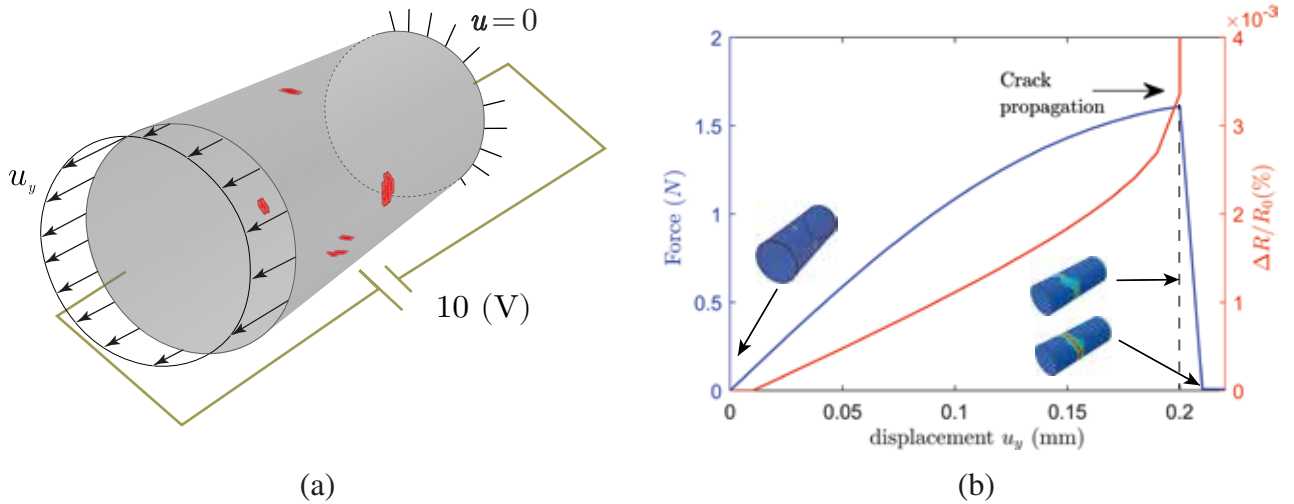 u = 0
u_y
10 (V)
(a)
×10⁻³
2
1.5
1
0.5
0
Force (N)
4
3
2
1
0
ΔR/R₀(%)
Crack
propagation
0
0.05
0.1
0.15
0.2
displacement u_y (mm)
(b)